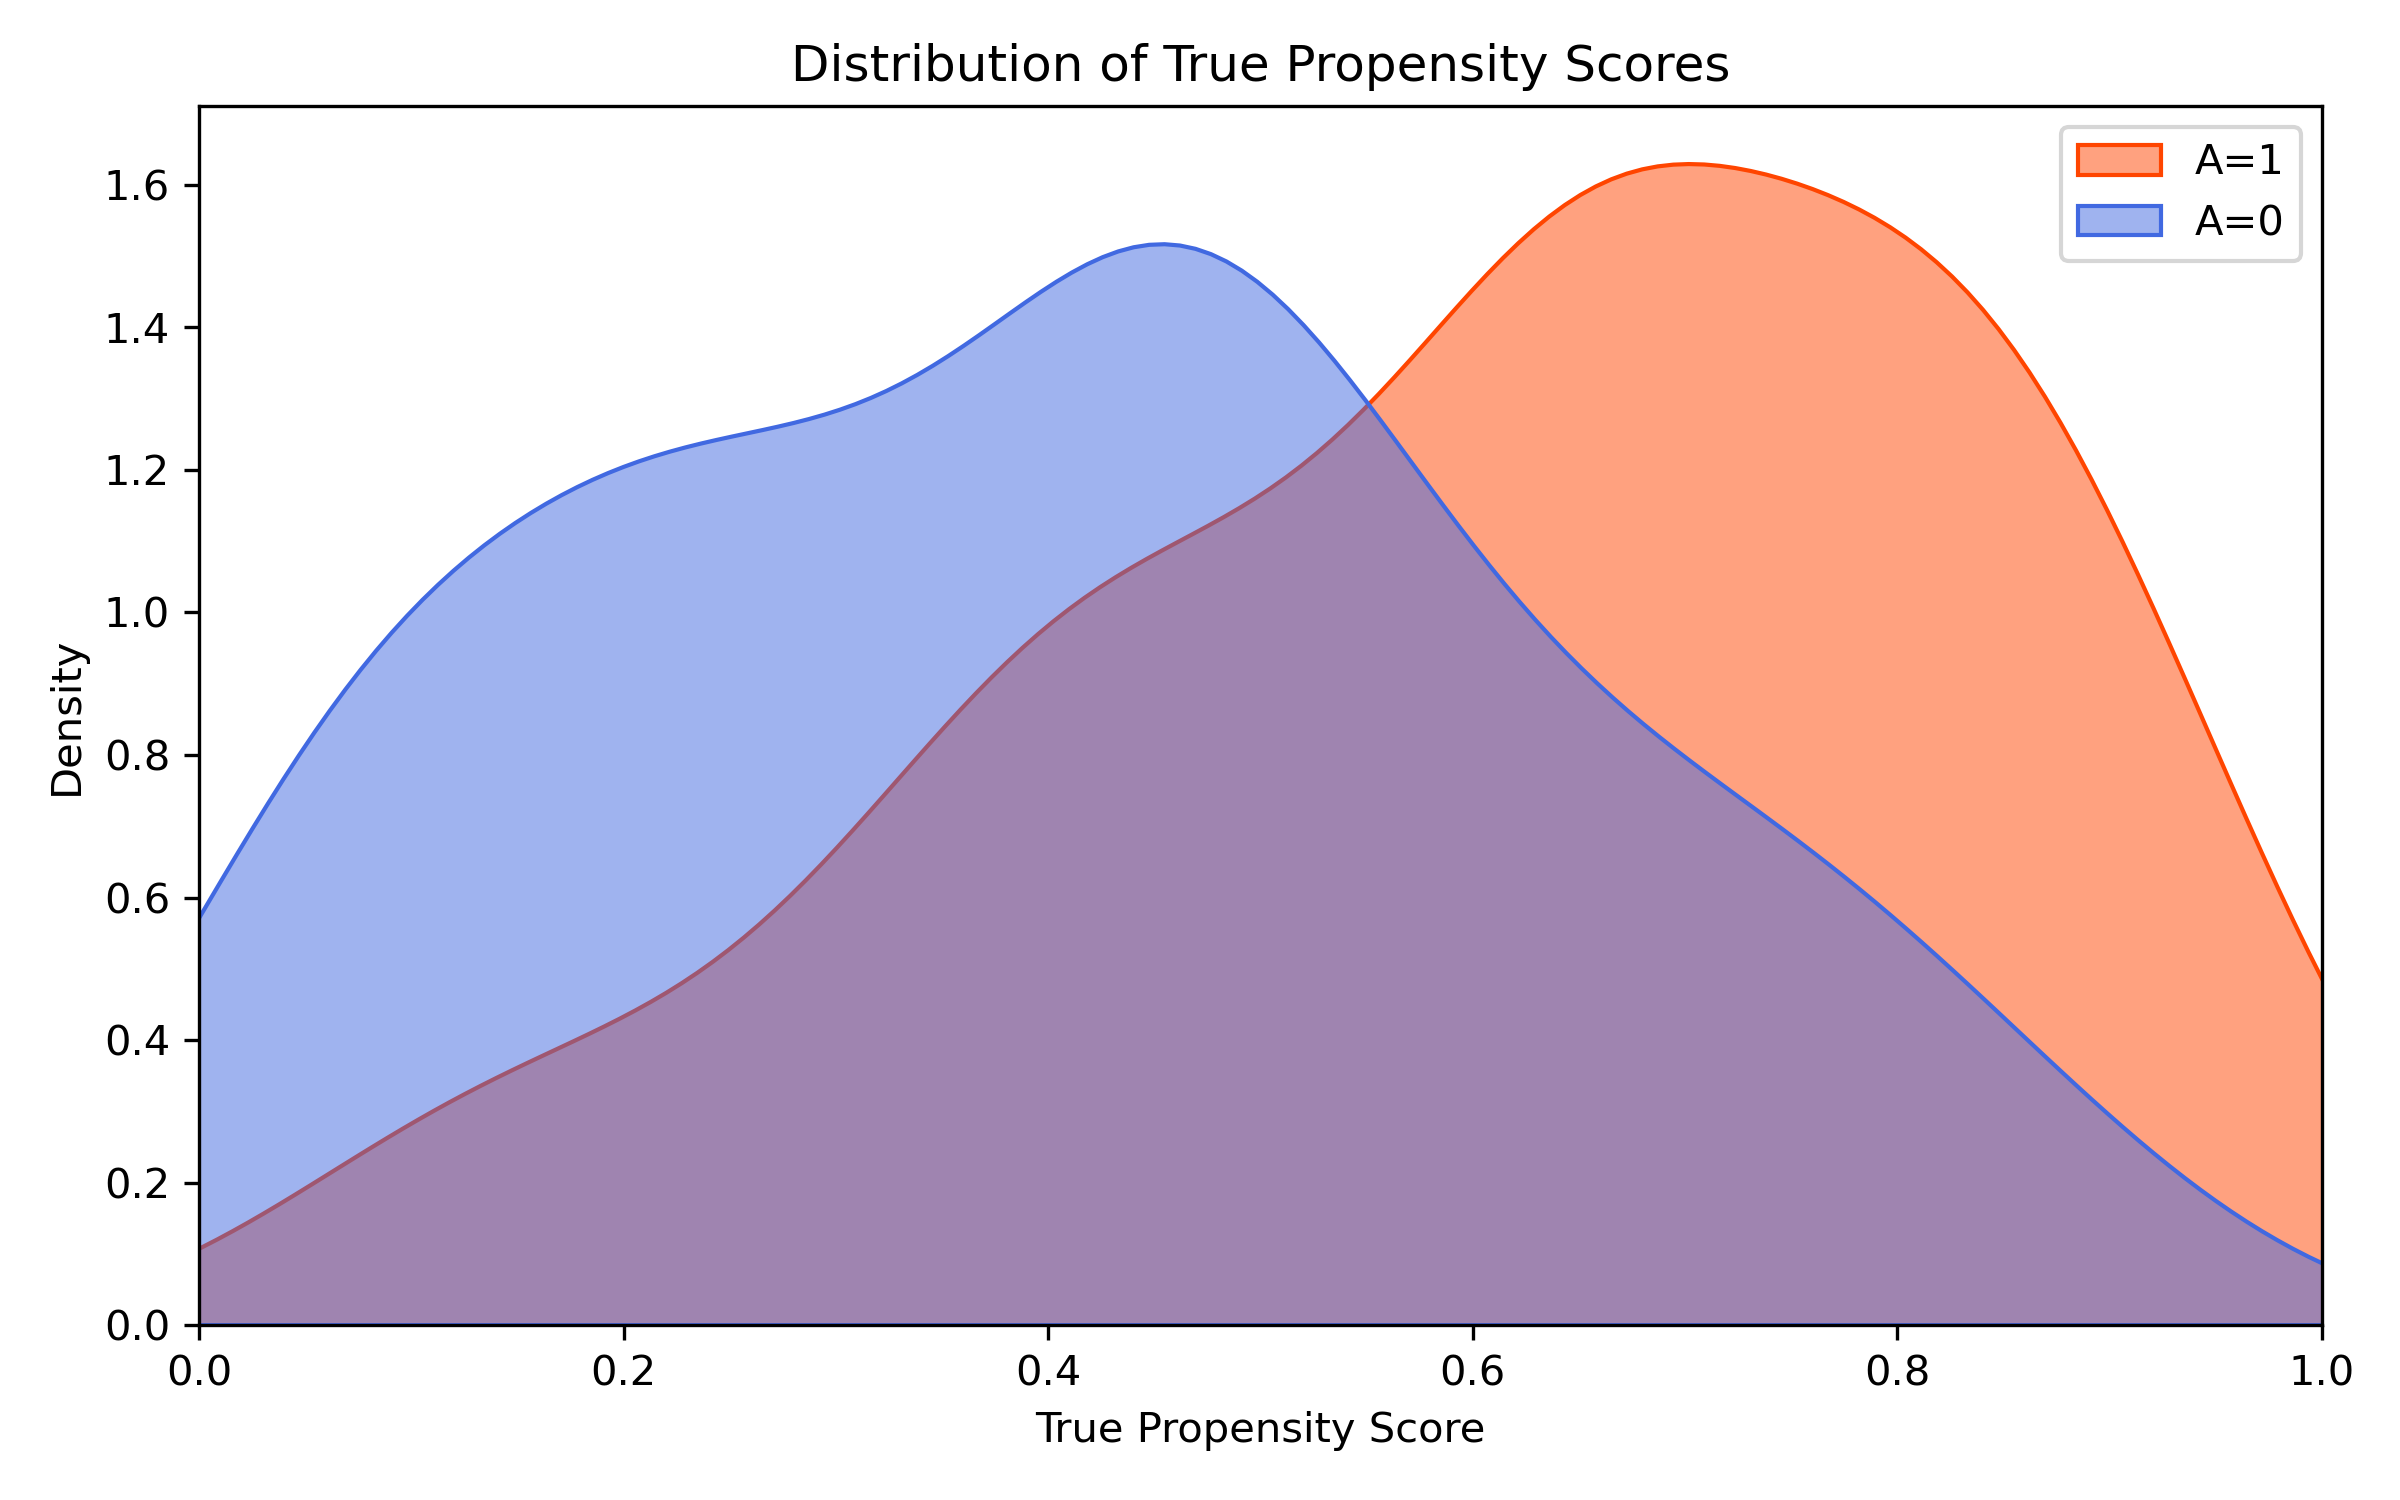 Distribution of True Propensity Scores
A=1
A=0
Density
1.6
1.4
1.2
1.0
0.8
0.6
0.4
0.2
0.0
0.0 0.2 0.4 0.6 0.8 1.0
True Propensity Score